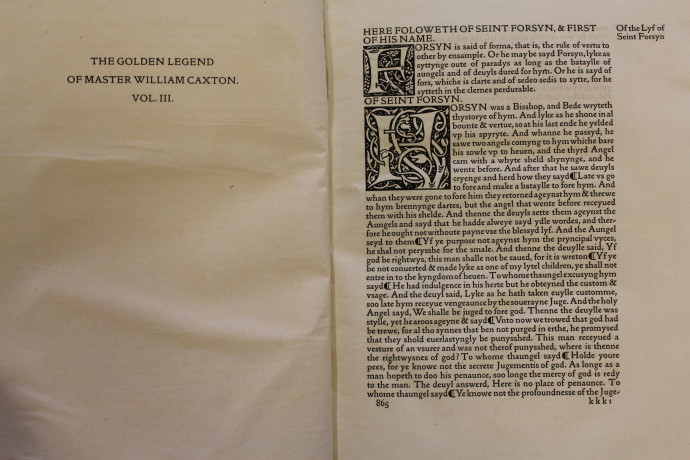 THE GOLDEN LEGEND
OF MASTER WILLIAM CAXTON.
VOL. III.
HERE FOLOWETH OF SEINT FORSYN, & FIRST
OF HIS NAME.
Of the Lyf of
Seint Forsyn
FORSYN is said of forma, that is, the rule of vertu to
other by ensample. Or he may be sayd Forsyn, lyke as
syttynge oute of paradys as long as the bataylle of
aungels and of deuyls dured for hym. Or he is sayd of
fors, whiche is clarte and of sedeo sedis to sytte, for he
sytteth in the clernes perdurable.
OF SEINT FORSYN.
FORSYN was a Bisshop, and Bede wryteth
thystorye of hym. And lyke as he shone in al
bounte & vertue, so at his last ende he yelded
vp his spyryte. And whanne he passyd, he
sawe two angels comyng to hym whiche bare
his sowle vp to heuen, and the thyrd Angel
cam with a whyte sheld shynynge, and he
wente before. And after that he sawe deuyls
cryenge and herd how they sayd ¶ Late vs go
to fore and make a bataylle to fore hym. And
whan they were gone to fore him they retorned ageynst hym & threwe
to hym brennynge dartes, but the angel that wente before receyued
them with his shelde. And thenne the deuyls sette them ageynst the
Aungels and sayd that he hadde alweye sayd ydle wordes, and ther-
fore he ought not withoute payne vse the blessyd lyf. And the Aungel
seyd to them ¶ Yf ye purpose not ageynst hym the pryncipal vyces,
he shal not perysshe for the smale. And thenne the deuylle said, Yf
god be rightwys, this man shalle not be saued, for it is wreton ¶ Yf ye
be not conuerted & made lyke as one of my lytel children, ye shall not
entre in to the kyngdom of heuen. To whome thaungel excusyng hym
sayd ¶ He had indulgence in his herte but he obteyned the custom &
vsage. And the deuyl said, Lyke as he hath taken euylle customme,
soo late hym receyue vengeaunce by the souerayne Juge. And the holy
Angel said, We shalle be juged to fore god. Thenne the deuylle was
stylle, yet he aroos ageyne & sayd ¶ Vnto now we trowed that god had
be trewe, for al tho synnes that ben not purged in erthe, he promysed
that they shold euerlastyngly be punysshed. This man receyued a
vesture of an vsurer and was not therof punysshed, where is thenne
the rightwysnes of god? To whome thaungel sayd ¶ Holde youre
pees, for ye knowe not the secrete Jugementis of god. As longe as a
man hopeth to doo his penaunce, soo longe the mercy of god is redy
to the man. The deuyl answerd, Here is no place of penaunce. To
whome thaungel sayd ¶ Ye knowe not the profoundnesse of the Juge-
865
kkk1